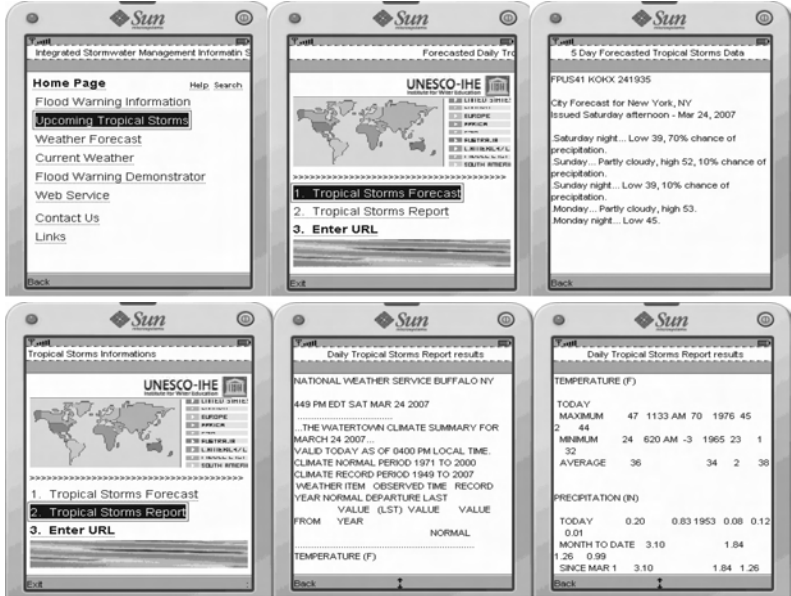 Sun
Integrated Stormwater Management Informatin S
Home Page
Help Search
Flood Warning Information
Upcoming Tropical Storms
Weather Forecast
Current Weather
Flood Warning Demonstrator
Web Service
Contact Us
Links
Back
Sun
Forecasted Daily Tro
UNESCO-IHE
Institute for Water Education
UNITED STATES
EUROPE
AFRICA
AUSTRALIA
SOUTH AMERI
>>>>>>>>>>>>>>>>>>>>>>>>>>>>>>>>>
1. Tropical Storms Forecast
2. Tropical Storms Report
3. Enter URL
Exit
Sun
5 Day Forecasted Tropical Storms Data
FPUS41 KOKX 241935
City Forecast for New York, NY
Issued Saturday afternoon - Mar 24, 2007
.Saturday night... Low 39, 70% chance of
precipitation.
.Sunday... Partly cloudy, high 52, 10% chance of
precipitation.
.Sunday night... Low 39, 10% chance of
precipitation.
.Monday... Partly cloudy, high 53.
.Monday night... Low 45.
Back
Sun
Tropical Storms Informations
UNESCO-IHE
Institute for Water Education
EUROPE
AFRICA
AUSTRALIA
SOUTH AMERI
>>>>>>>>>>>>>>>>>>>>>>>>>>>>>>>>>
1. Tropical Storms Forecast
2. Tropical Storms Report
3. Enter URL
Exit
Sun
Daily Tropical Storms Report results
NATIONAL WEATHER SERVICE BUFFALO NY
449 PM EDT SAT MAR 24 2007
...................................
...THE WATERTOWN CLIMATE SUMMARY FOR
MARCH 24 2007...
VALID TODAY AS OF 0400 PM LOCAL TIME.
CLIMATE NORMAL PERIOD 1971 TO 2000
CLIMATE RECORD PERIOD 1949 TO 2007
WEATHER ITEM OBSERVED TIME RECORD
YEAR NORMAL DEPARTURE LAST
VALUE (LST) VALUE VALUE
FROM YEAR
NORMAL
......................................................
TEMPERATURE (F)
Back
Sun
Daily Tropical Storms Report results
TEMPERATURE (F)
TODAY
MAXIMUM 47 1133 AM 70 1976 45
2 44
MINIMUM 24 620 AM -3 1965 23 1
32
AVERAGE 36 34 2 38
PRECIPITATION (IN)
TODAY 0.20 0.83 1953 0.08 0.12
0.01
MONTH TO DATE 3.10 1.84
1.26 0.99
SINCE MAR 1 3.10 1.84 1.26
Back